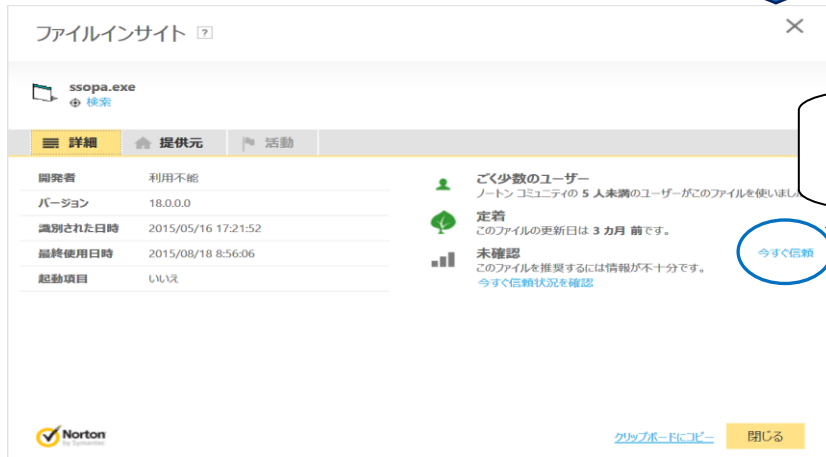 ファイルインサイト ?
ssopa.exe
検索
詳細 提供元 活動
開発者 利用不能
バージョン 18.0.0.0
識別された日時 2015/05/16 17:21:52
最終使用日時 2015/08/18 8:56:06
起動項目 いいえ
ごく少数のユーザー
ノートン コミュニティの 5 人未満のユーザーがこのファイルを使いまし
定着
このファイルの更新日は 3 カ月 前です。
未確認
このファイルを推奨するには情報が不十分です。
今すぐ信頼状況を確認
今すぐ信頼
Norton
by Symantec
クリップボードにコピー 閉じる